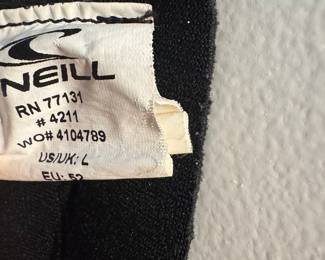 NEILL
RN 77131
# 4211
WO# 4104789
US/UK: L
EU: 52